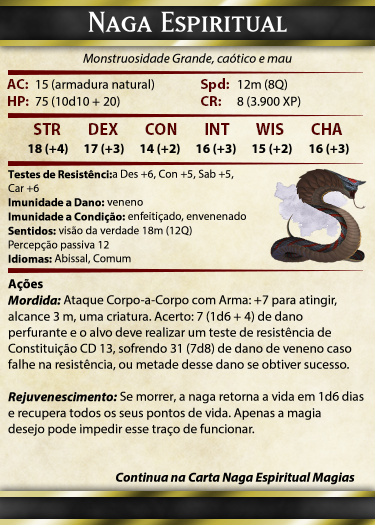 Naga Espiritual
Monstruosidade Grande, caótico e mau
AC: 15 (armadura natural) Spd: 12m (8Q)
HP: 75 (10d10 + 20) CR: 8 (3.900 XP)
STR DEX CON INT WIS CHA
18 (+4) 17 (+3) 14 (+2) 16 (+3) 15 (+2) 16 (+3)
Testes de Resistênci:a Des +6, Con +5, Sab +5,
Car +6
Imunidade a Dano: veneno
Imunidade a Condição: enfeitiçado, envenenado
Sentidos: visão da verdade 18m (12Q)
Percepção passiva 12
Idiomas: Abissal, Comum
Ações
Mordida: Ataque Corpo-a-Corpo com Arma: +7 para atingir,
alcance 3 m, uma criatura. Acerto: 7 (1d6 + 4) de dano
perfurante e o alvo deve realizar um teste de resistência de
Constituição CD 13, sofrendo 31 (7d8) de dano de veneno caso
falhe na resistência, ou metade desse dano se obtiver sucesso.
Rejuvenescimento: Se morrer, a naga retorna a vida em 1d6 dias
e recupera todos os seus pontos de vida. Apenas a magia
desejo pode impedir esse traço de funcionar.
Continua na Carta Naga Espiritual Magias